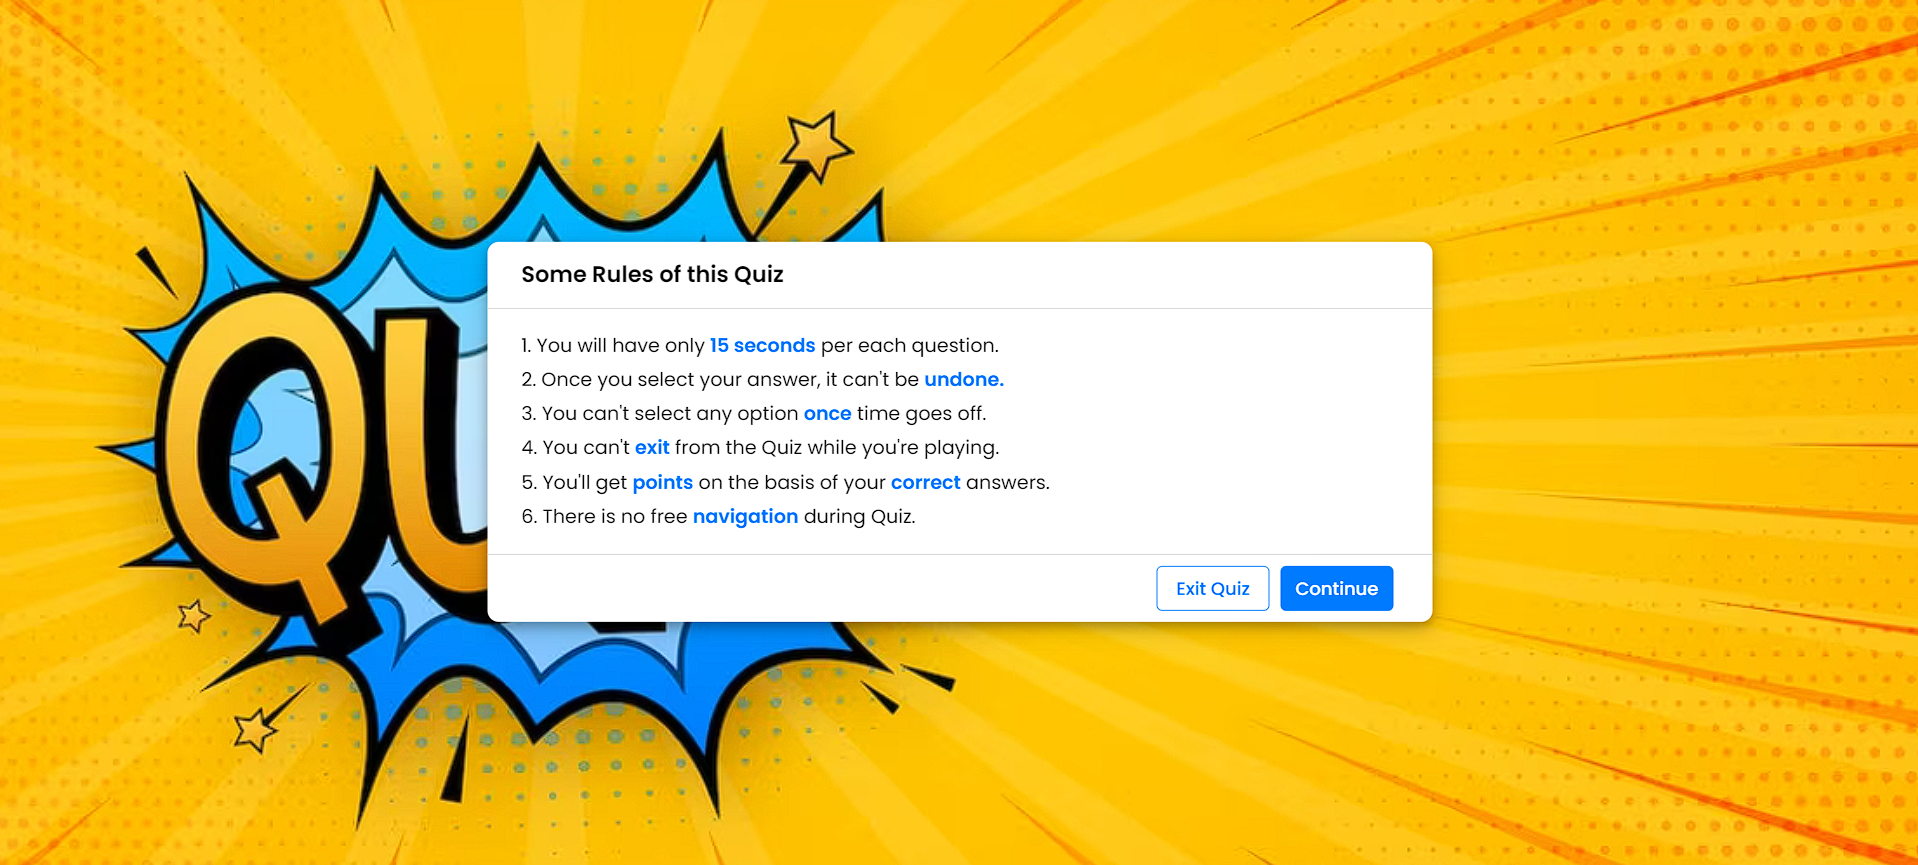 QU
Some Rules of this Quiz
1. You will have only 15 seconds per each question.
2. Once you select your answer, it can't be undone.
3. You can't select any option once time goes off.
4. You can't exit from the Quiz while you're playing.
5. You'll get points on the basis of your correct answers.
6. There is no free navigation during Quiz.
Exit Quiz
Continue